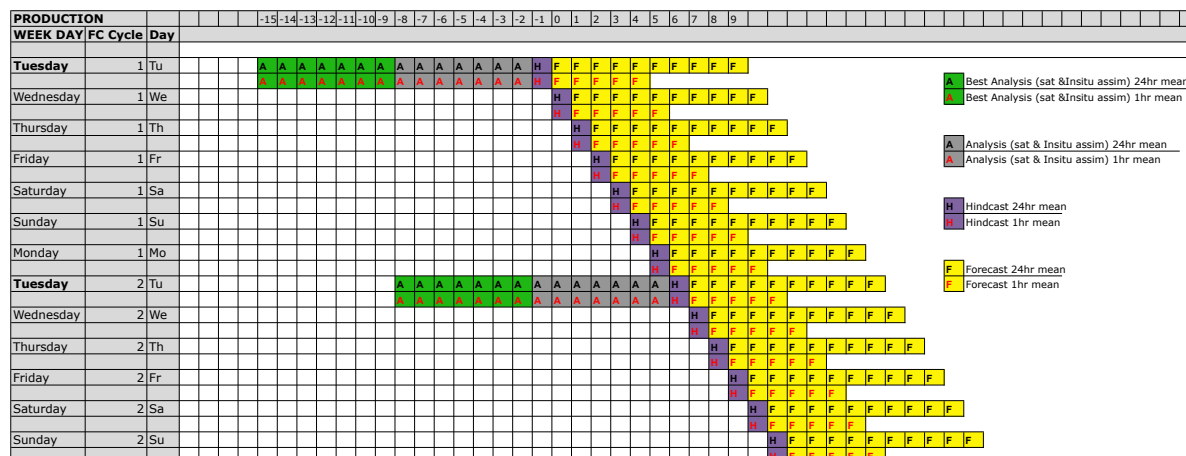 PRODUCTION -15 -14 -13 -12 -11 -10 -9 -8 -7 -6 -5 -4 -3 -2 -1 0 1 2 3 4 5 6 7 8 9
WEEK DAY FC Cycle Day
Tuesday 1 Tu A A A A A A A A A A A A A A H F F F F F F F F F F
A A A A A A A A A A A A A A H F F F F F A Best Analysis (sat &Insitu assim) 24hr mean
Wednesday 1 We H F F F F F F F F F F A Best Analysis (sat &Insitu assim) 1hr mean
H F F F F F
Thursday 1 Th H F F F F F F F F F F
H F F F F F A Analysis (sat & Insitu assim) 24hr mean
Friday 1 Fr H F F F F F F F F F F A Analysis (sat & Insitu assim) 1hr mean
H F F F F F
Saturday 1 Sa H F F F F F F F F F F
H F F F F F H Hindcast 24hr mean
Sunday 1 Su H F F F F F F F F F F H Hindcast 1hr mean
H F F F F F
Monday 1 Mo H F F F F F F F F F F
H F F F F F F Forecast 24hr mean
Tuesday 2 Tu A A A A A A A A A A A A A A H F F F F F F F F F F F Forecast 1hr mean
A A A A A A A A A A A A A A H F F F F F
Wednesday 2 We H F F F F F F F F F F
H F F F F F
Thursday 2 Th H F F F F F F F F F F
H F F F F F
Friday 2 Fr H F F F F F F F F F F
H F F F F F
Saturday 2 Sa H F F F F F F F F F F
H F F F F F
Sunday 2 Su H F F F F F F F F F F
H F F F F F